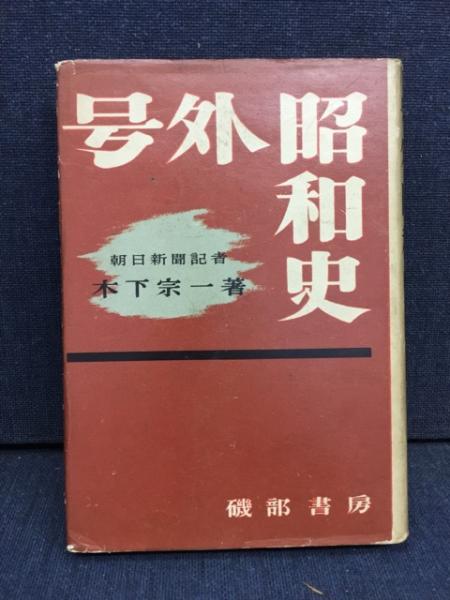 号外
昭和史
朝日新聞記者
木下宗一著
磯部書房